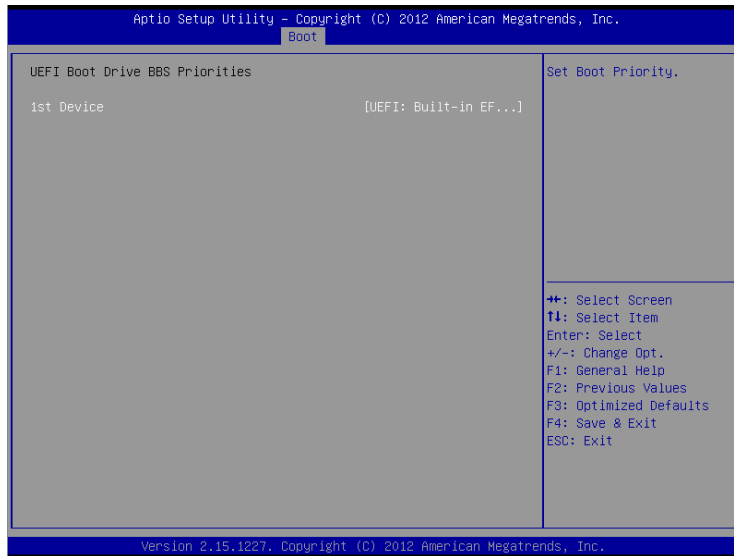 Aptio Setup Utility – Copyright (C) 2012 American Megatrends, Inc.
Boot
UEFI Boot Drive BBS Priorities
1st Device [UEFI: Built-in EF...]
Set Boot Priority.
→←: Select Screen
↑↓: Select Item
Enter: Select
+/-: Change Opt.
F1: General Help
F2: Previous Values
F3: Optimized Defaults
F4: Save & Exit
ESC: Exit
Version 2.15.1227. Copyright (C) 2012 American Megatrends, Inc.